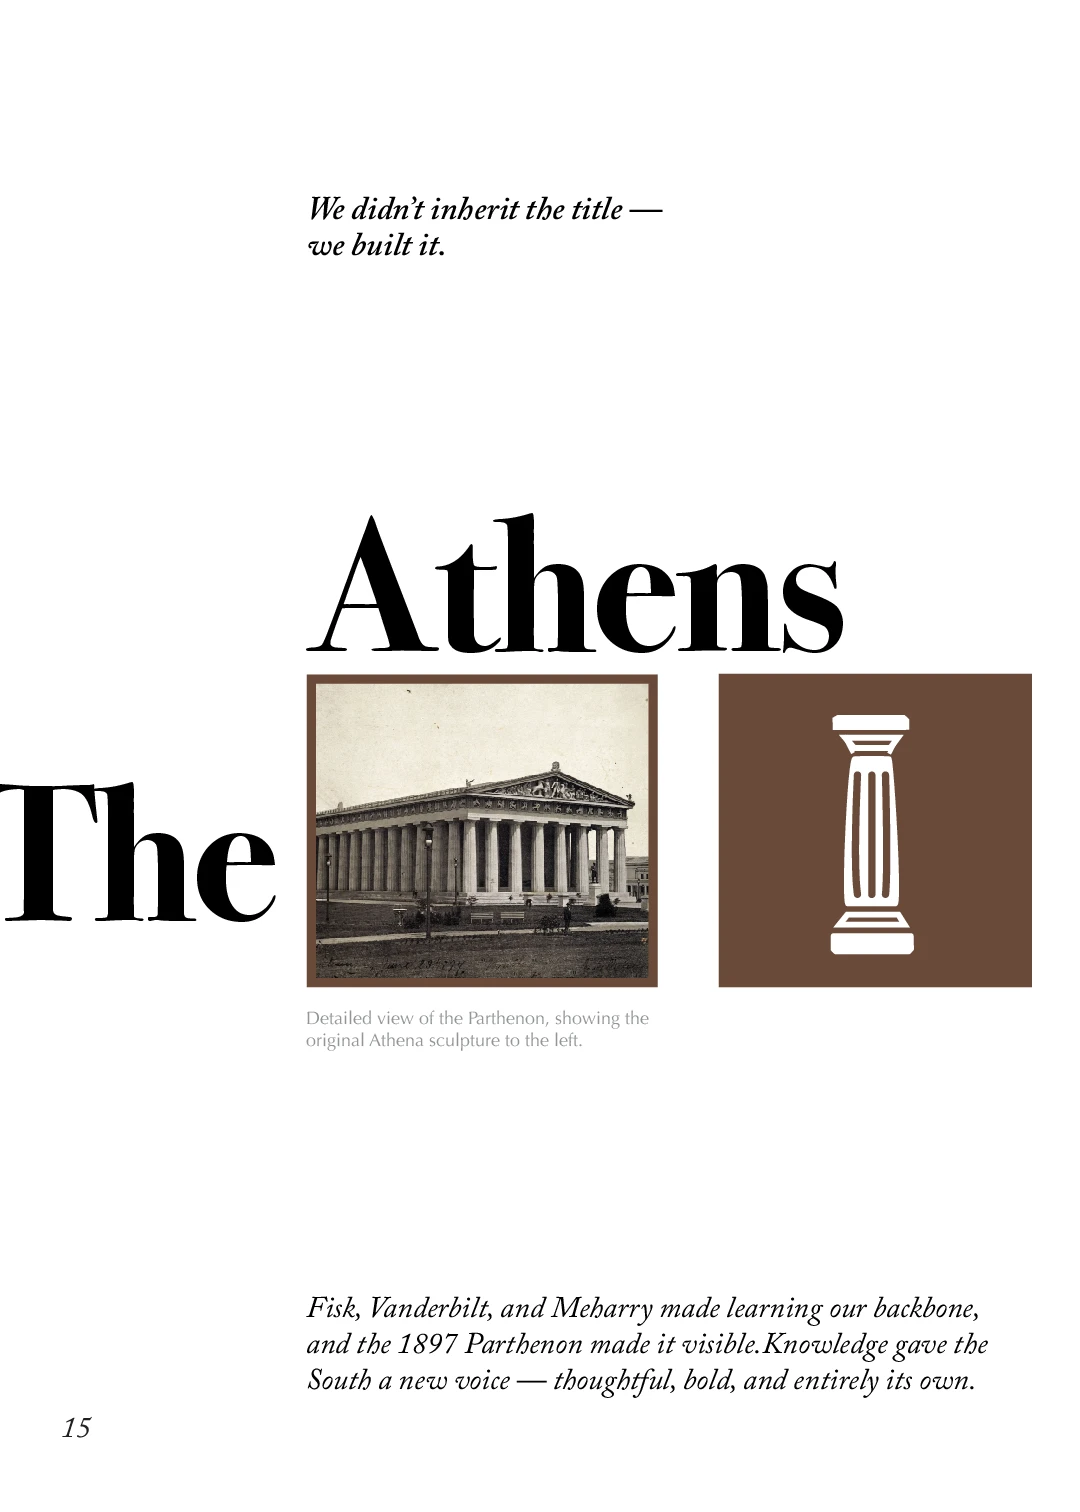 We didn't inherit the title —
we built it.
Athens
The
Detailed view of the Parthenon, showing the
original Athena sculpture to the left.
Fisk, Vanderbilt, and Meharry made learning our backbone,
and the 1897 Parthenon made it visible.Knowledge gave the
South a new voice — thoughtful, bold, and entirely its own.
15